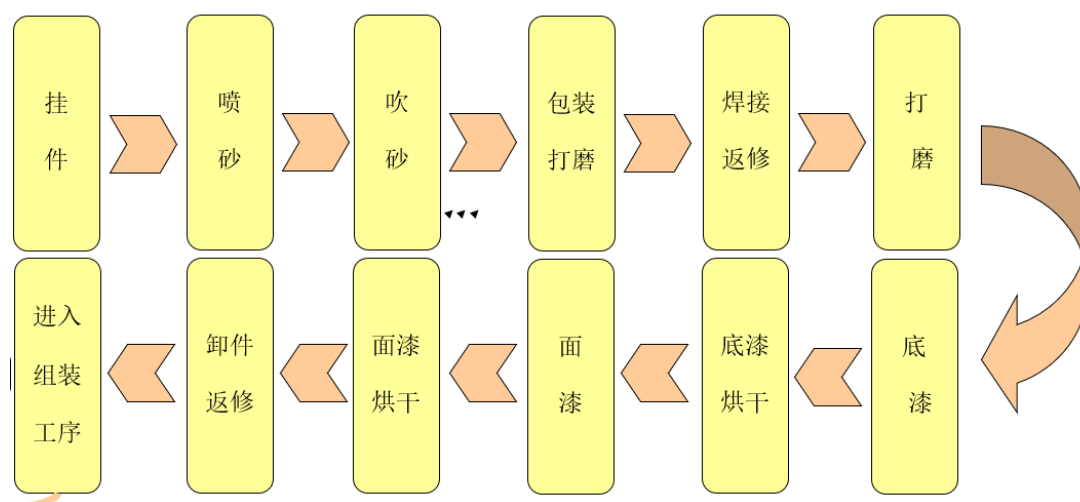 挂
件
喷
砂
吹
砂
包装
打磨
焊接
返修
打
磨
底
漆
底漆
烘干
面
漆
面漆
烘干
卸件
返修
进入
组装
工序